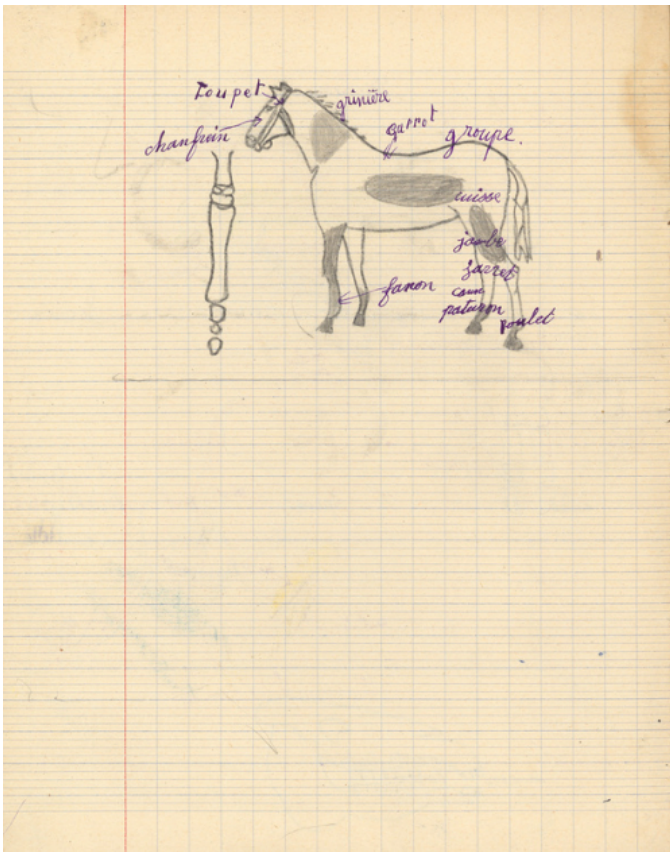 Toupet
chanfrein
grinière
garrot
groupe.
cuisse
jambe
jarret
fanon
canon
paturon
boulet